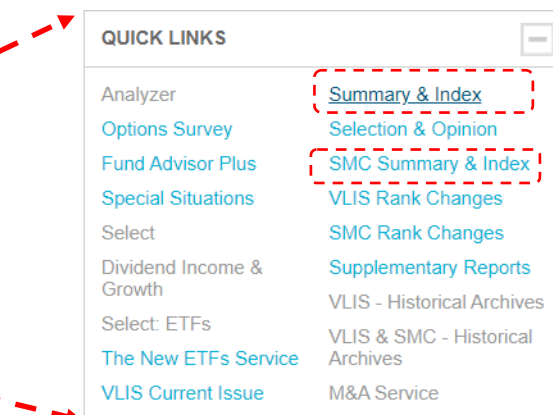 QUICK LINKS
Analyzer
Options Survey
Fund Advisor Plus
Special Situations
Select
Dividend Income &
Growth
Select: ETFs
The New ETFs Service
VLIS Current Issue
Summary & Index
Selection & Opinion
SMC Summary & Index
VLIS Rank Changes
SMC Rank Changes
Supplementary Reports
VLIS - Historical Archives
VLIS & SMC - Historical
Archives
M&A Service